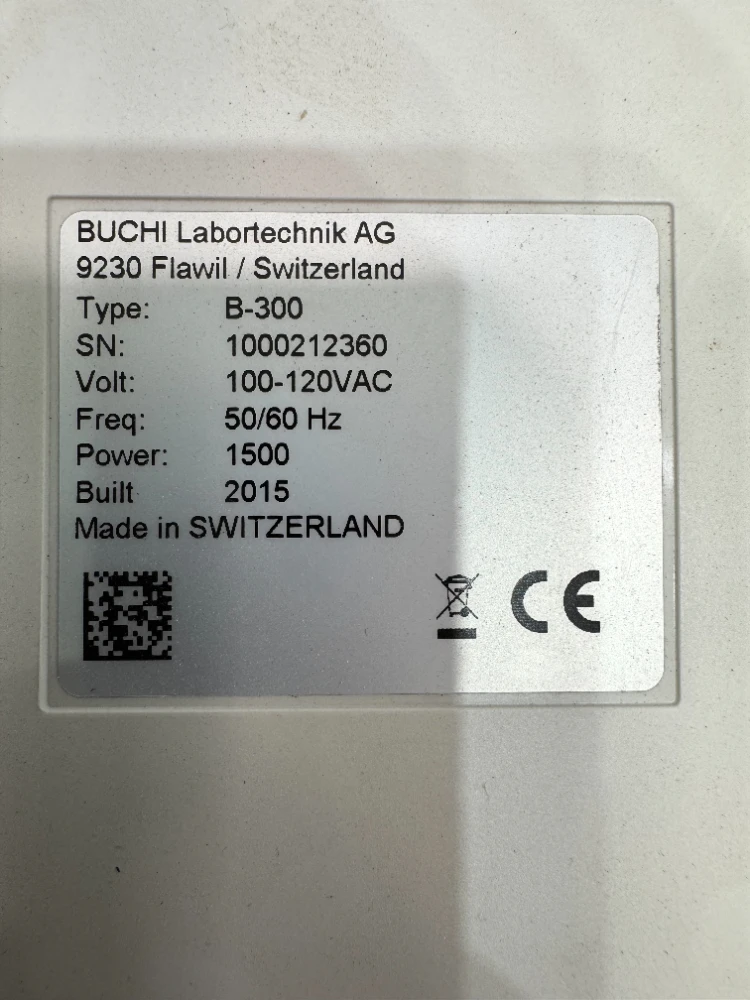 BUCHI Labortechnik AG
9230 Flawil / Switzerland
Type: B-300
SN: 1000212360
Volt: 100-120VAC
Freq: 50/60 Hz
Power: 1500
Built 2015
Made in SWITZERLAND
CE